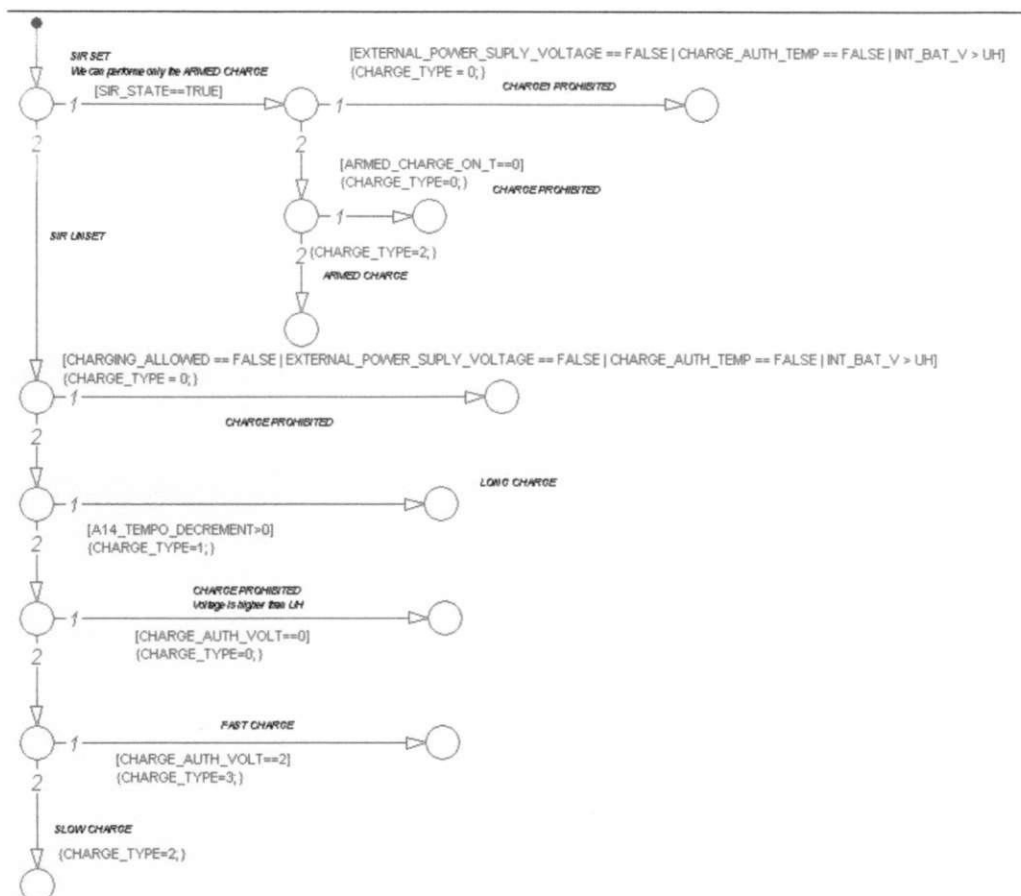 SIR SET
We can performe only the ARMED CHARGE
[SIR_STATE==TRUE]
[EXTERNAL_POWER_SUPLY_VOLTAGE == FALSE | CHARGE_AUTH_TEMP == FALSE | INT_BAT_V > UH]
{CHARGE_TYPE = 0;}
CHARGE1 PROHIBITED
1
1
2
2
[ARMED_CHARGE_ON_T==0]
{CHARGE_TYPE=0;}
CHARGE PROHIBITED
1
SIR UNSET
2
{CHARGE_TYPE=2;}
ARMED CHARGE
[CHARGING_ALLOWED == FALSE | EXTERNAL_POWER_SUPLY_VOLTAGE == FALSE | CHARGE_AUTH_TEMP == FALSE | INT_BAT_V > UH]
{CHARGE_TYPE = 0;}
1
CHARGE PROHIBITED
2
LONG CHARGE
1
[A14_TEMPO_DECREMENT>0]
{CHARGE_TYPE=1;}
2
CHARGE PROHIBITED
Voltage is higher than UH
1
[CHARGE_AUTH_VOLT==0]
{CHARGE_TYPE=0;}
2
FAST CHARGE
1
[CHARGE_AUTH_VOLT==2]
{CHARGE_TYPE=3;}
2
SLOW CHARGE
{CHARGE_TYPE=2;}